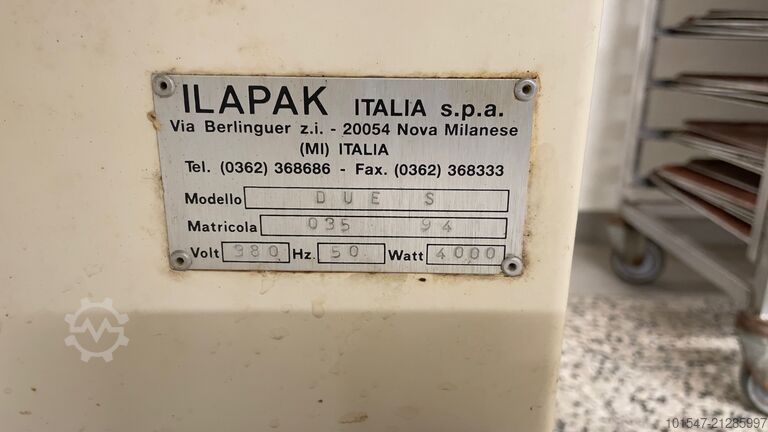 ILAPAK ITALIA s.p.a.
Via Berlinguer z.i. - 20054 Nova Milanese
(MI) ITALIA
Tel. (0362) 368686 - Fax. (0362) 368333
Modello DUE S
Matricola 035 94
Volt 380 Hz. 50 Watt 4000
101547-21285997